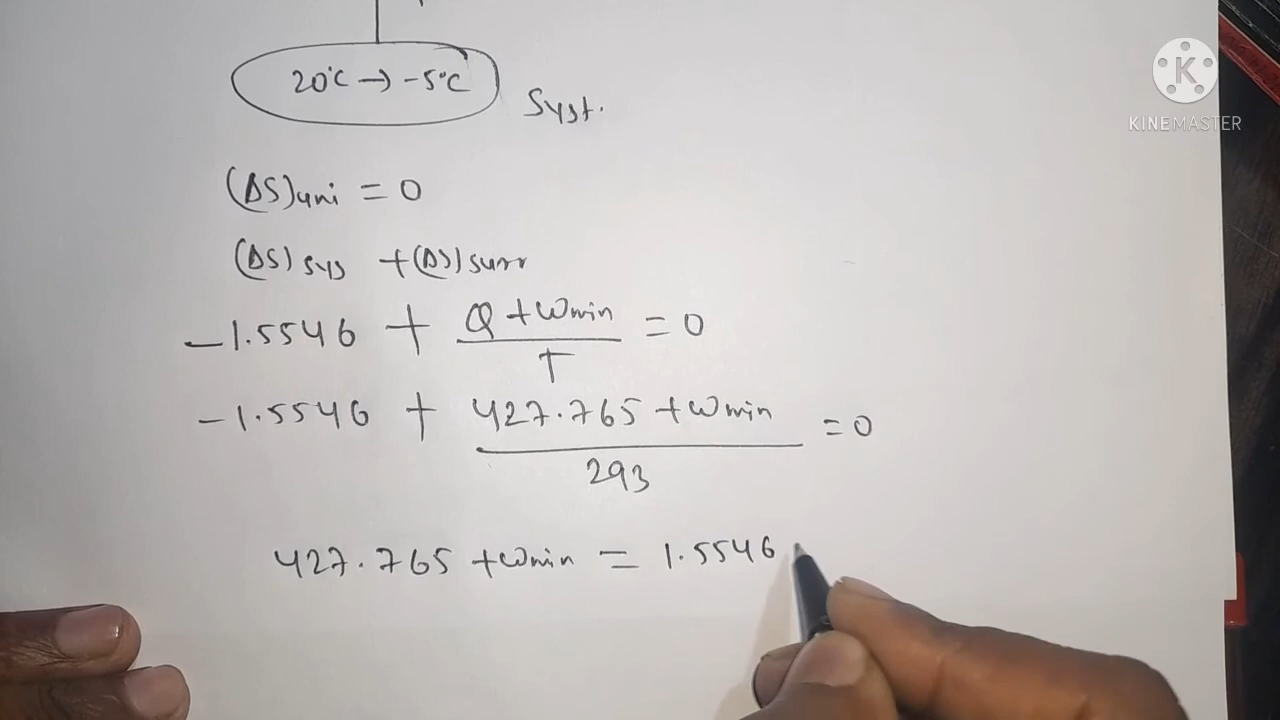 20°C → -5°C
Syst.
K
KINEMASTER
(ΔS)uni = 0
(ΔS)sys + (ΔS)surr
-1.5546 + Q + Wmin / T = 0
-1.5546 + 427.765 + Wmin / 293 = 0
427.765 + Wmin = 1.5546